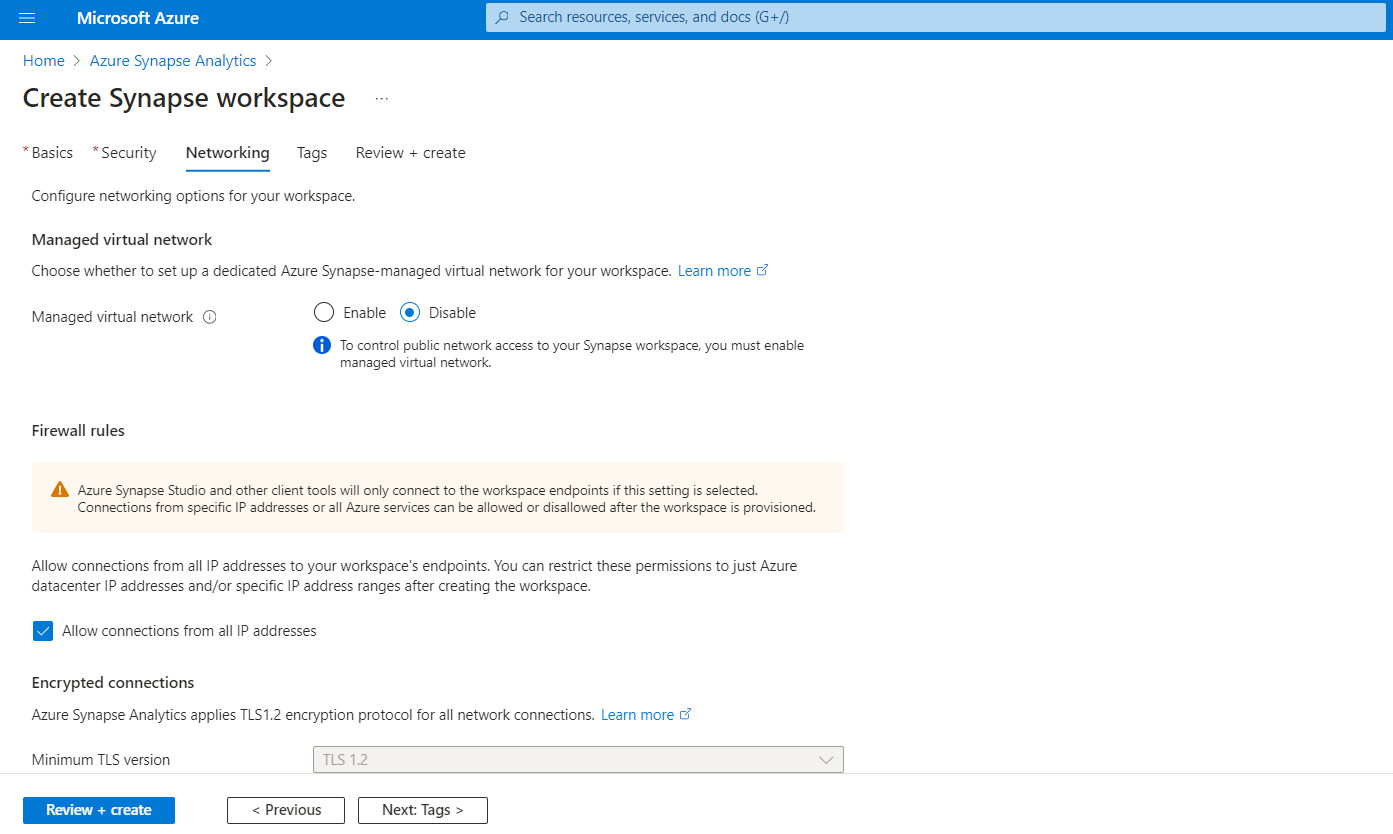 Microsoft Azure
Search resources, services, and docs (G+/)
Home > Azure Synapse Analytics >
Create Synapse workspace ...
* Basics * Security Networking Tags Review + create
Configure networking options for your workspace.
Managed virtual network
Choose whether to set up a dedicated Azure Synapse-managed virtual network for your workspace. Learn more
Managed virtual network
Enable Disable
To control public network access to your Synapse workspace, you must enable
managed virtual network.
Firewall rules
Azure Synapse Studio and other client tools will only connect to the workspace endpoints if this setting is selected.
Connections from specific IP addresses or all Azure services can be allowed or disallowed after the workspace is provisioned.
Allow connections from all IP addresses to your workspace's endpoints. You can restrict these permissions to just Azure
datacenter IP addresses and/or specific IP address ranges after creating the workspace.
Allow connections from all IP addresses
Encrypted connections
Azure Synapse Analytics applies TLS1.2 encryption protocol for all network connections. Learn more
Minimum TLS version TLS 1.2
Review + create < Previous Next: Tags >